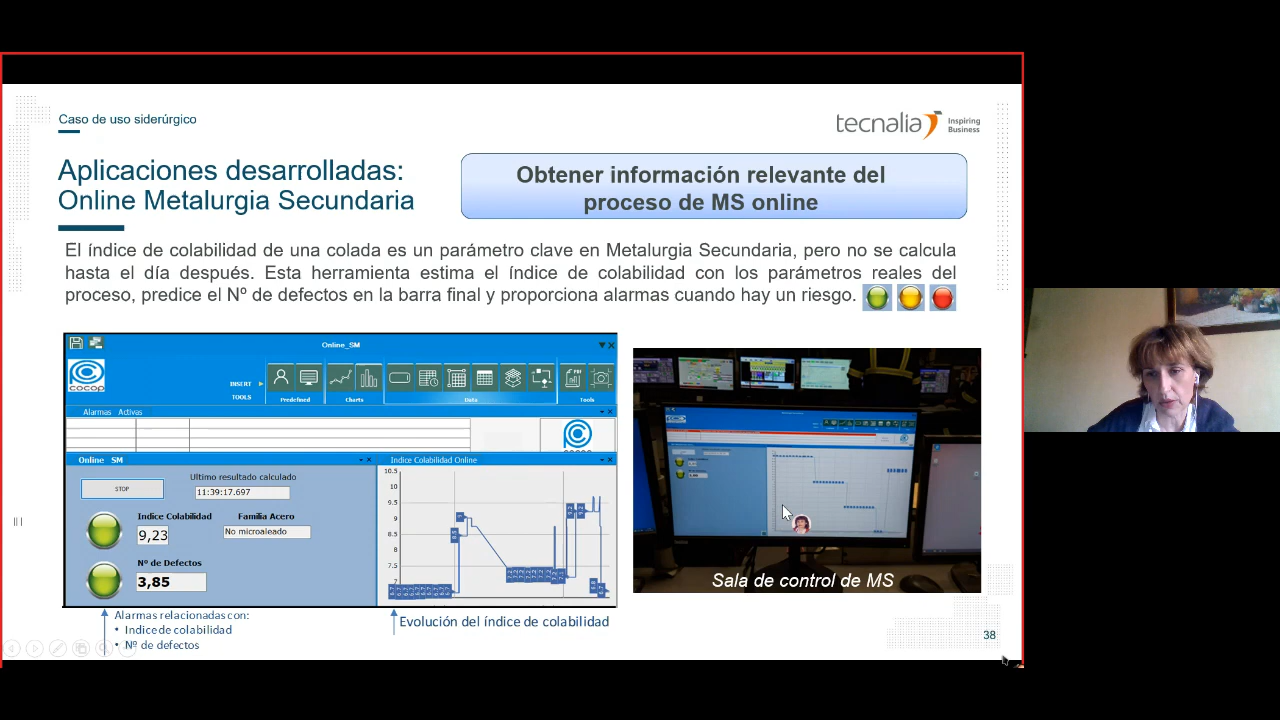 Caso de uso siderúrgico
tecnalia
Inspiring
Business
Aplicaciones desarrolladas:
Online Metalurgia Secundaria
Obtener información relevante del
proceso de MS online
El índice de colabilidad de una colada es un parámetro clave en Metalurgia Secundaria, pero no se calcula
hasta el día después. Esta herramienta estima el índice de colabilidad con los parámetros reales del
proceso, predice el Nº de defectos en la barra final y proporciona alarmas cuando hay un riesgo.
Online_SM
cocop
INSERT
TOOLS
Predefined
Charts
Data
Tools
Alarmas Activas
Online SM
Indice Colabilidad Online
STOP
Ultimo resultado calculado
11:39:17.697
Indice Colabilidad
Familia Acero
9,23
No microaleado
Nº de Defectos
3,85
10.5
10
9.5
9
8.5
8
7.5
7
Sala de control de MS
Alarmas relacionadas con:
• Indice de colabilidad
• Nº de defectos
Evolución del índice de colabilidad
38